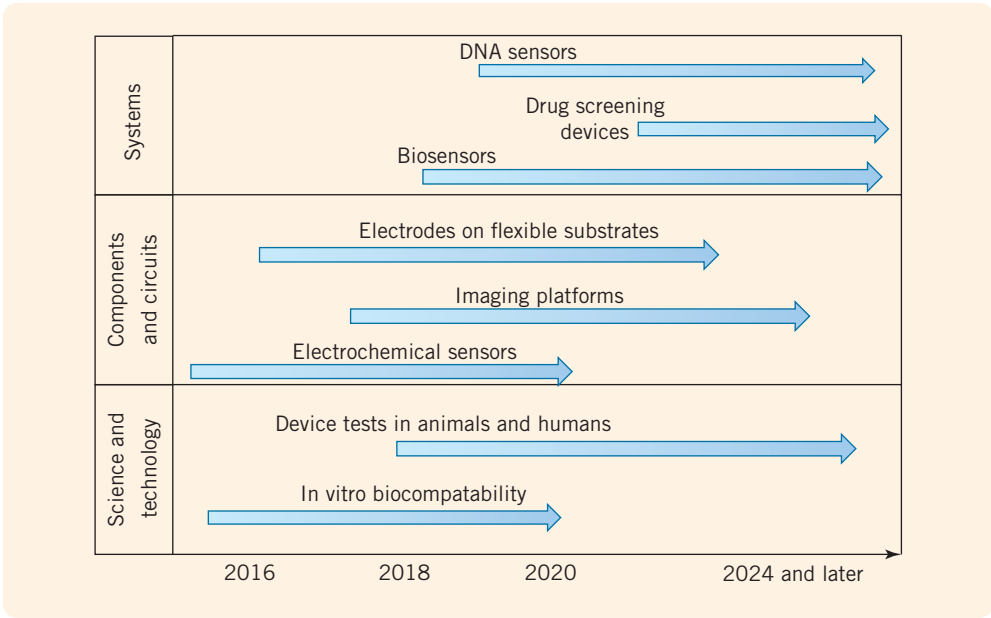 Systems
DNA sensors
Drug screening
devices
Biosensors
Components
and circuits
Electrodes on flexible substrates
Imaging platforms
Electrochemical sensors
Science and
technology
Device tests in animals and humans
In vitro biocompatability
2016 2018 2020 2024 and later